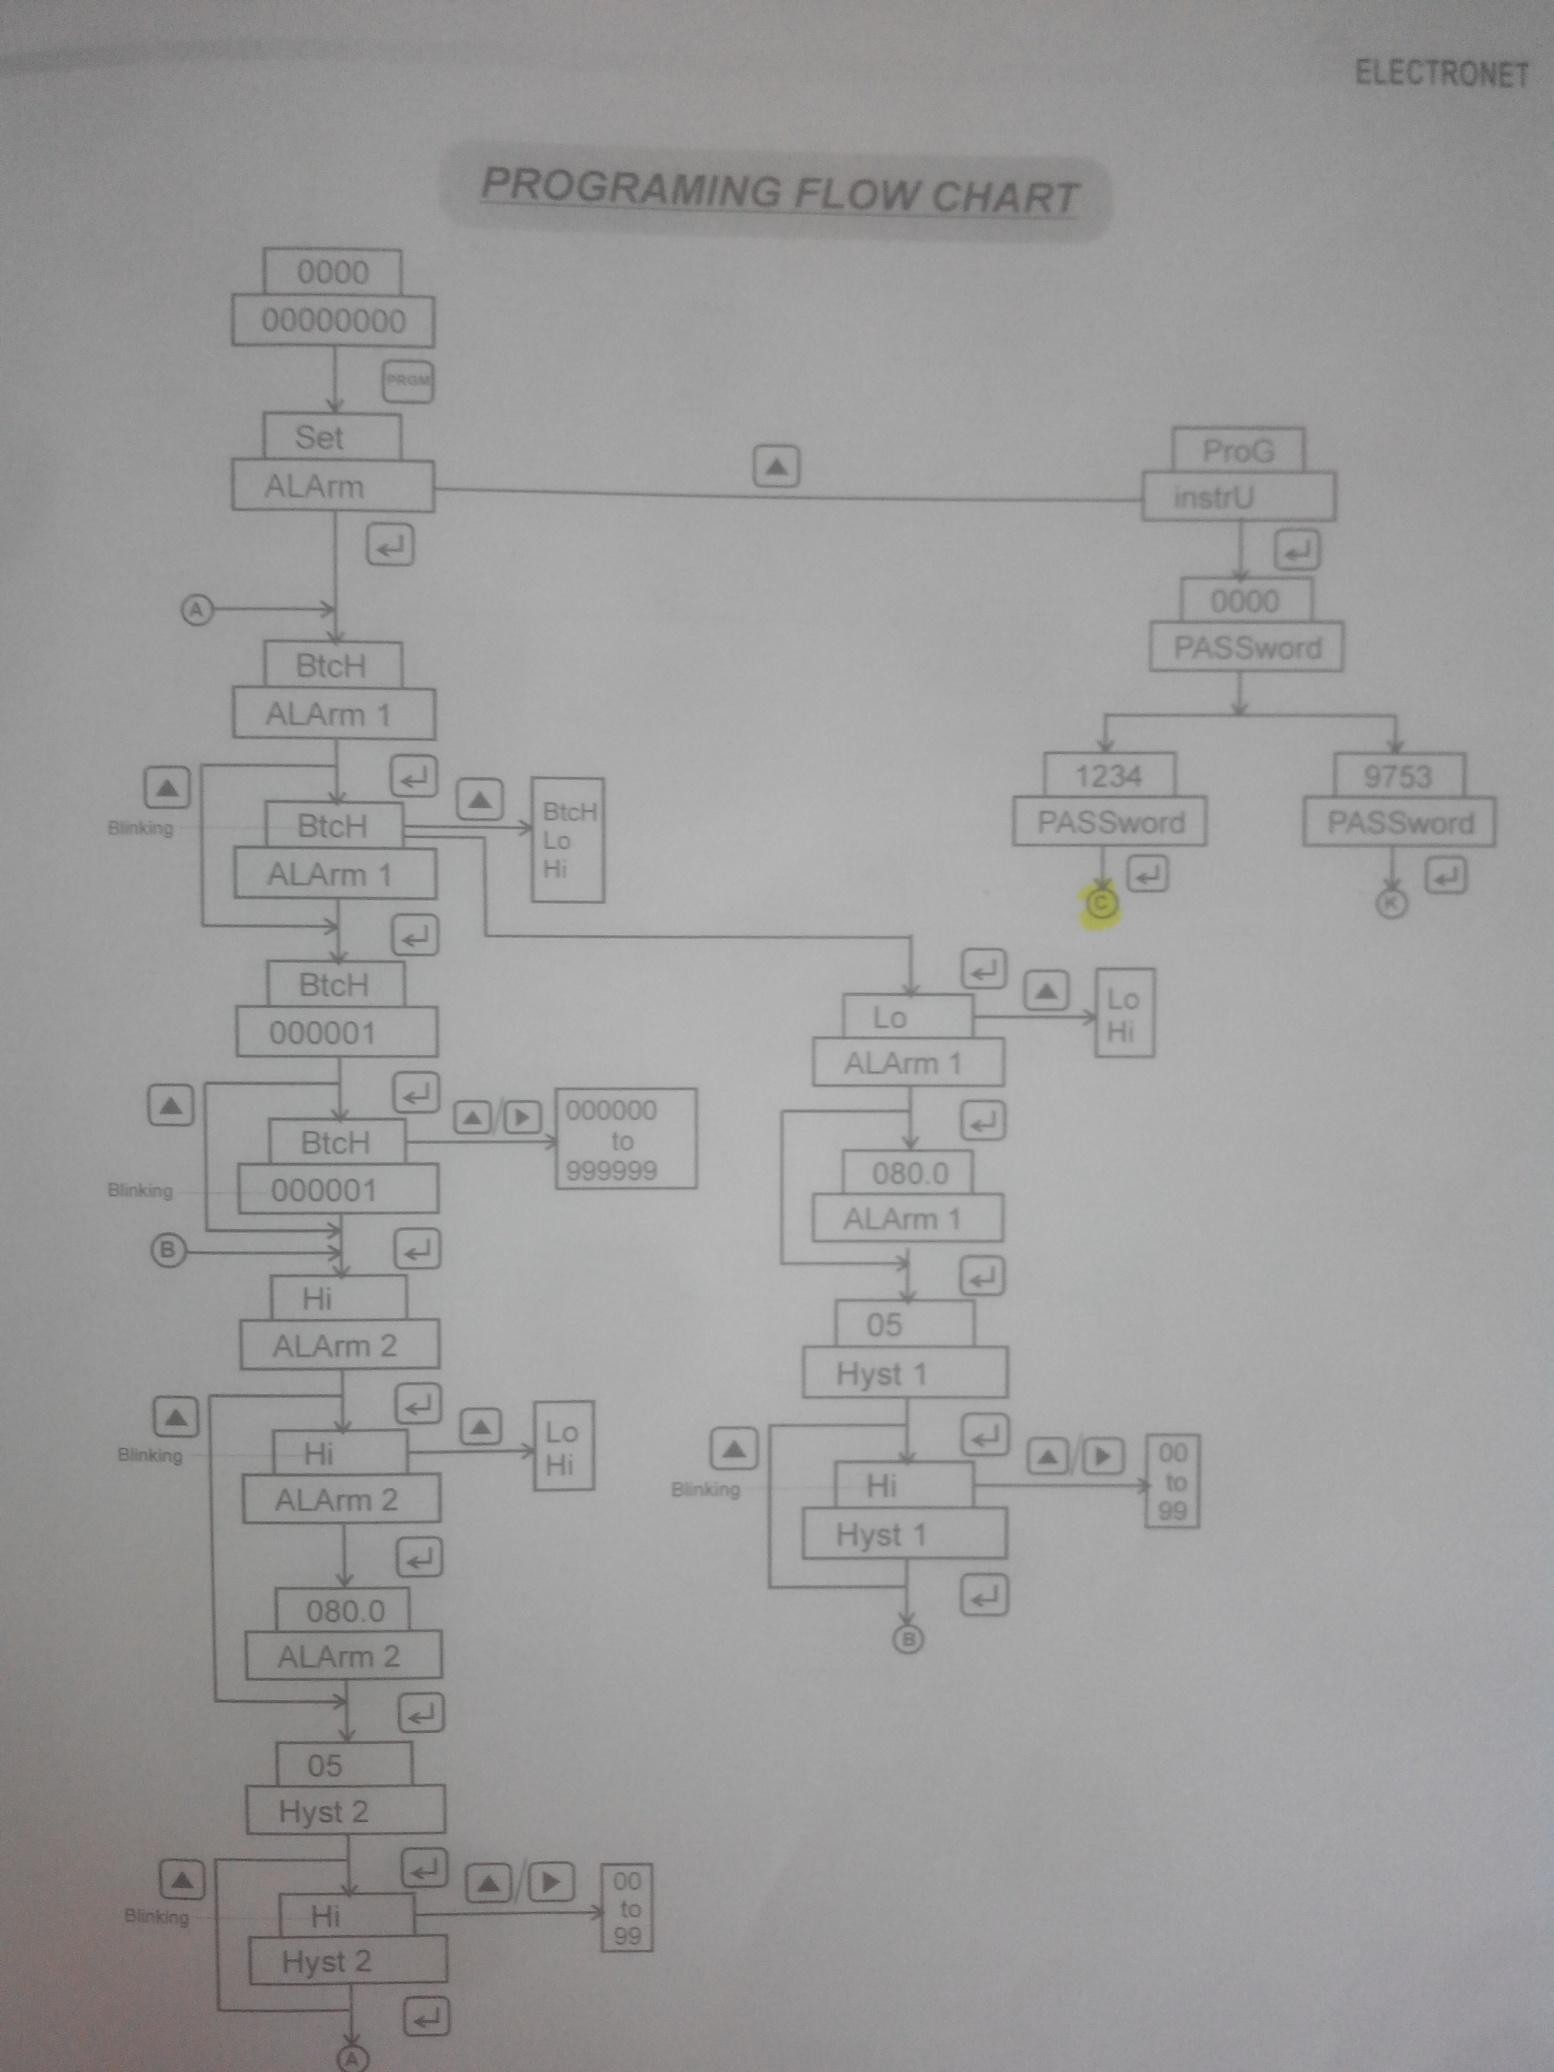 ELECTRONET
PROGRAMING FLOW CHART
0000
00000000
PRGM
Set
ALArm
ProG
instrU
0000
PASSword
1234
PASSword
C
9753
PASSword
K
A
BtcH
ALArm 1
Blinking
BtcH
ALArm 1
BtcH
Lo
Hi
BtcH
000001
Blinking
BtcH
000001
000000
to
999999
B
Hi
ALArm 2
Blinking
Hi
ALArm 2
Lo
Hi
080.0
ALArm 2
05
Hyst 2
Blinking
Hi
Hyst 2
00
to
99
A
Lo
ALArm 1
Lo
Hi
080.0
ALArm 1
05
Hyst 1
Blinking
Hi
Hyst 1
00
to
99
B